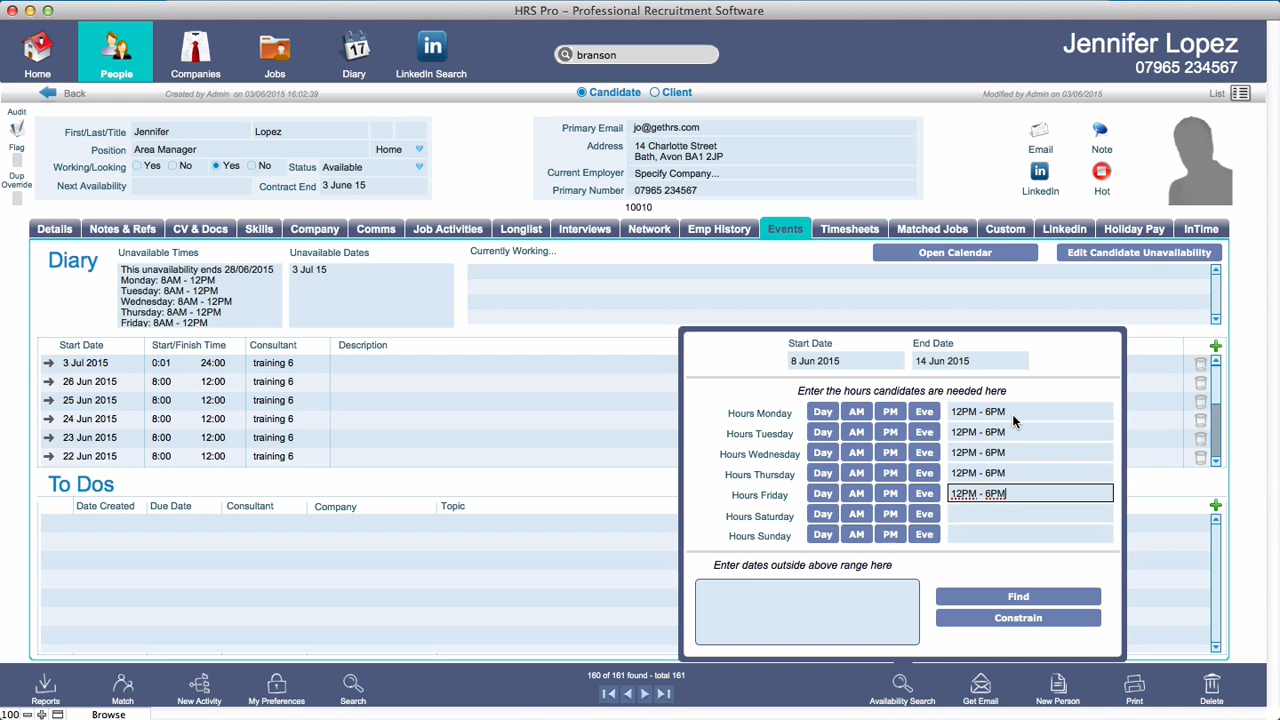 HRS Pro – Professional Recruitment Software
Home
People
Companies
17
Jobs
Diary
in
LinkedIn Search
branson
Jennifer Lopez
07965 234567
Back
Created by Admin on 03/06/2015 16:02:39
Candidate
Client
Modified by Admin on 03/06/2015
List
Audit
Flag
Dup
Override
First/Last/Title Jennifer Lopez
Position Area Manager Home
Working/Looking Yes No Yes No Status Available
Next Availability Contract End 3 June 15
Primary Email jo@gethrs.com
Address 14 Charlotte Street
Bath, Avon BA1 2JP
Current Employer Specify Company...
Primary Number 07965 234567
10010
Email Note
in
LinkedIn Hot
Details Notes & Refs CV & Docs Skills Company Comms Job Activities Longlist Interviews Network Emp History Events Timesheets Matched Jobs Custom Linkedin Holiday Pay InTime
Diary
Unavailable Times
This unavailability ends 28/06/2015
Monday: 8AM - 12PM
Tuesday: 8AM - 12PM
Wednesday: 8AM - 12PM
Thursday: 8AM - 12PM
Friday: 8AM - 12PM
Unavailable Dates
3 Jul 15
Currently Working...
Open Calendar
Edit Candidate Unavailability
Start Date Start/Finish Time Consultant Description
3 Jul 2015 0:01 24:00 training 6
26 Jun 2015 8:00 12:00 training 6
25 Jun 2015 8:00 12:00 training 6
24 Jun 2015 8:00 12:00 training 6
23 Jun 2015 8:00 12:00 training 6
22 Jun 2015 8:00 12:00 training 6
To Dos
Date Created Due Date Consultant Company Topic
Start Date End Date
8 Jun 2015 14 Jun 2015
Enter the hours candidates are needed here
Hours Monday Day AM PM Eve 12PM - 6PM
Hours Tuesday Day AM PM Eve 12PM - 6PM
Hours Wednesday Day AM PM Eve 12PM - 6PM
Hours Thursday Day AM PM Eve 12PM - 6PM
Hours Friday Day AM PM Eve 12PM - 6PM
Hours Saturday Day AM PM Eve
Hours Sunday Day AM PM Eve
Enter dates outside above range here
Find
Constrain
160 of 161 found - total 161
Reports
Match
New Activity
My Preferences
Search
Availability Search
Get Email
New Person
Print
Delete
100
Browse